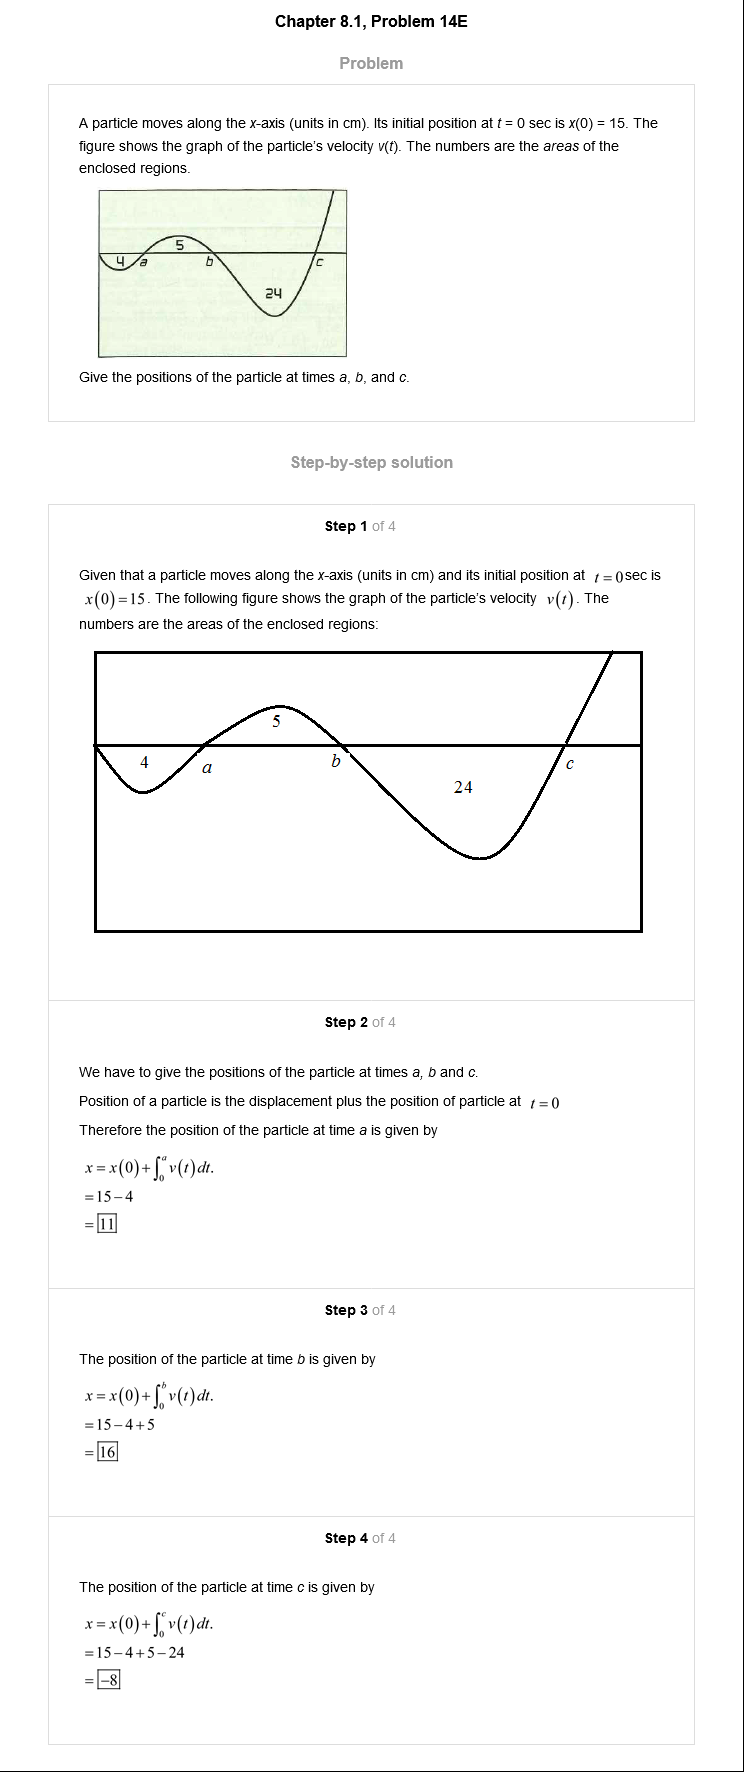 Chapter 8.1, Problem 14E
Problem
A particle moves along the x-axis (units in cm). Its initial position at t = 0 sec is x(0) = 15. The
figure shows the graph of the particle's velocity v(t). The numbers are the areas of the
enclosed regions.
4 a 5 b 24 c
Give the positions of the particle at times a, b, and c.
Step-by-step solution
Step 1 of 4
Given that a particle moves along the x-axis (units in cm) and its initial position at t = 0 sec is
x(0) = 15. The following figure shows the graph of the particle's velocity v(t). The
numbers are the areas of the enclosed regions:
4 a 5 b 24 c
Step 2 of 4
We have to give the positions of the particle at times a, b and c.
Position of a particle is the displacement plus the position of particle at t = 0
Therefore the position of the particle at time a is given by
x = x(0) + ∫₀ᵃ v(t) dt.
= 15 − 4
= 11
Step 3 of 4
The position of the particle at time b is given by
x = x(0) + ∫₀ᵇ v(t) dt.
= 15 − 4 + 5
= 16
Step 4 of 4
The position of the particle at time c is given by
x = x(0) + ∫₀ᶜ v(t) dt.
= 15 − 4 + 5 − 24
= −8